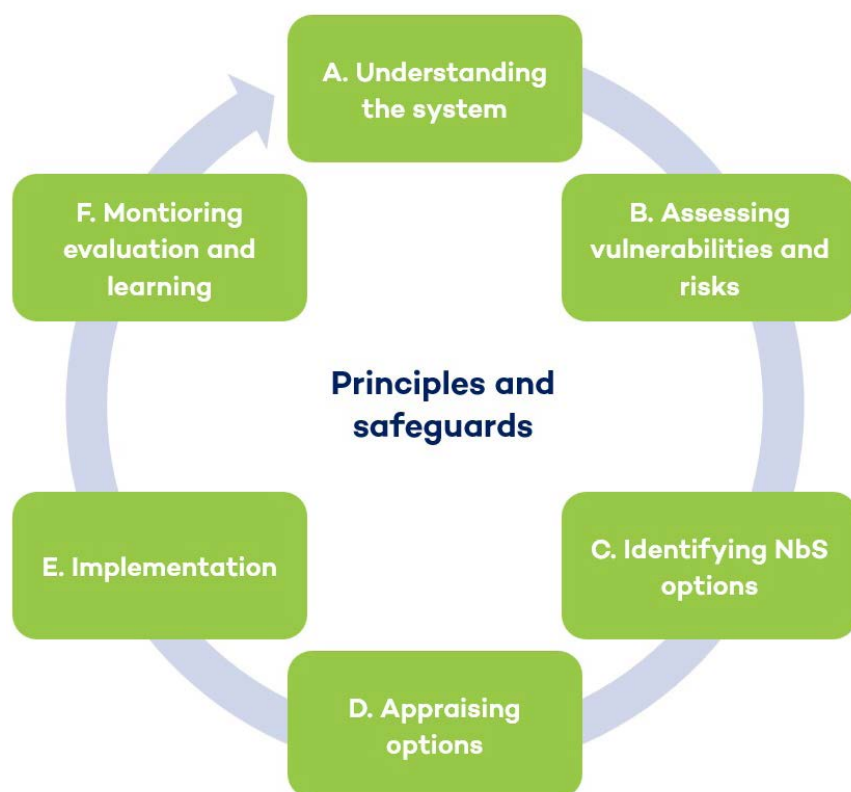 A. Understanding
the system
B. Assessing
vulnerabilities and
risks
C. Identifying NbS
options
D. Appraising
options
E. Implementation
F. Montioring
evaluation and
learning
Principles and
safeguards